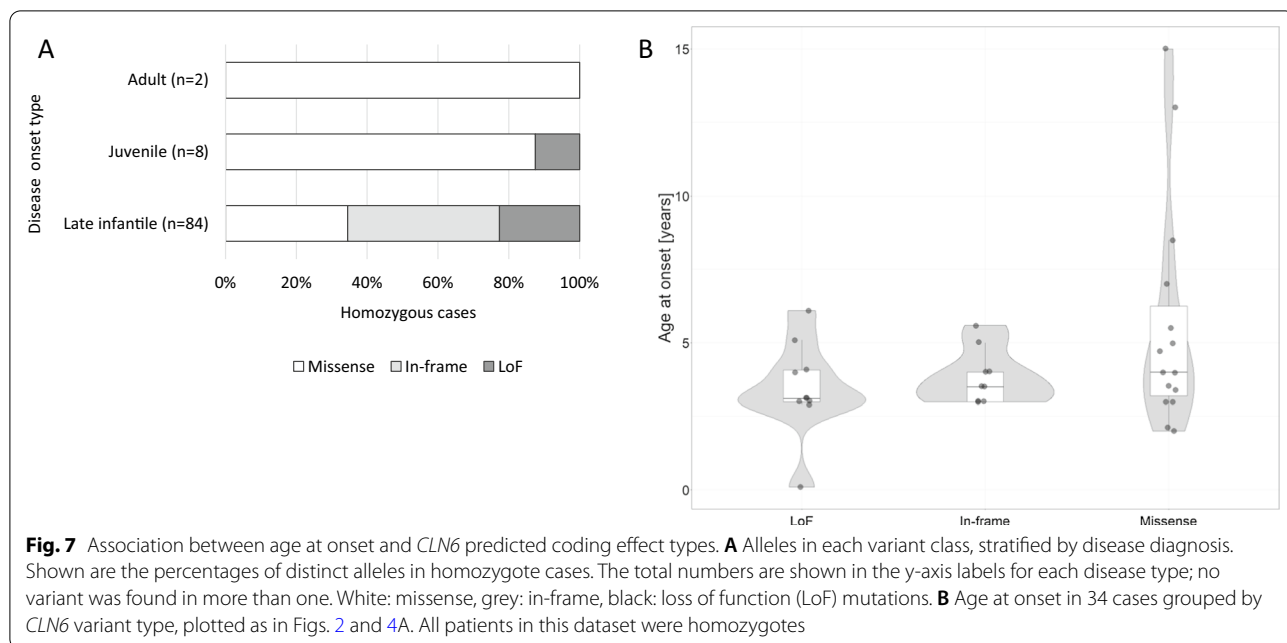 A
Disease onset type
Adult (n=2)
Juvenile (n=8)
Late infantile (n=84)
0% 20% 40% 60% 80% 100%
Homozygous cases
Missense In-frame LoF
B
Age at onset [years]
15
10
5
0
LoF In-frame Missense
Fig. 7 Association between age at onset and CLN6 predicted coding effect types. A Alleles in each variant class, stratified by disease diagnosis.
Shown are the percentages of distinct alleles in homozygote cases. The total numbers are shown in the y-axis labels for each disease type; no
variant was found in more than one. White: missense, grey: in-frame, black: loss of function (LoF) mutations. B Age at onset in 34 cases grouped by
CLN6 variant type, plotted as in Figs. 2 and 4A. All patients in this dataset were homozygotes